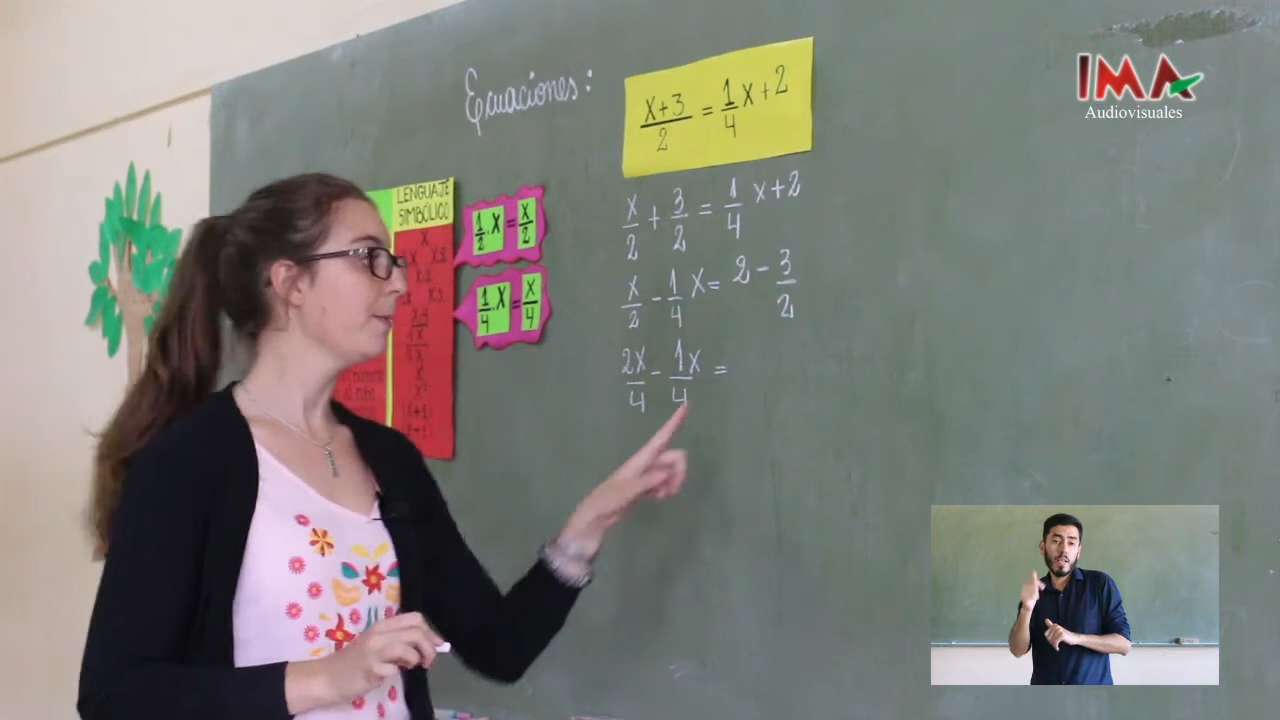 IMA
Audiovisuales
Ecuaciones:
x+3/2 = 1/4 x+2
x/2 + 3/2 = 1/4 x+2
x/2 - 1/4 x = 2 - 3/2
2x/4 - 1x/4 =
LENGUAJE
SIMBÓLICO
1/2 . x = x/2
1/4 . x = x/4